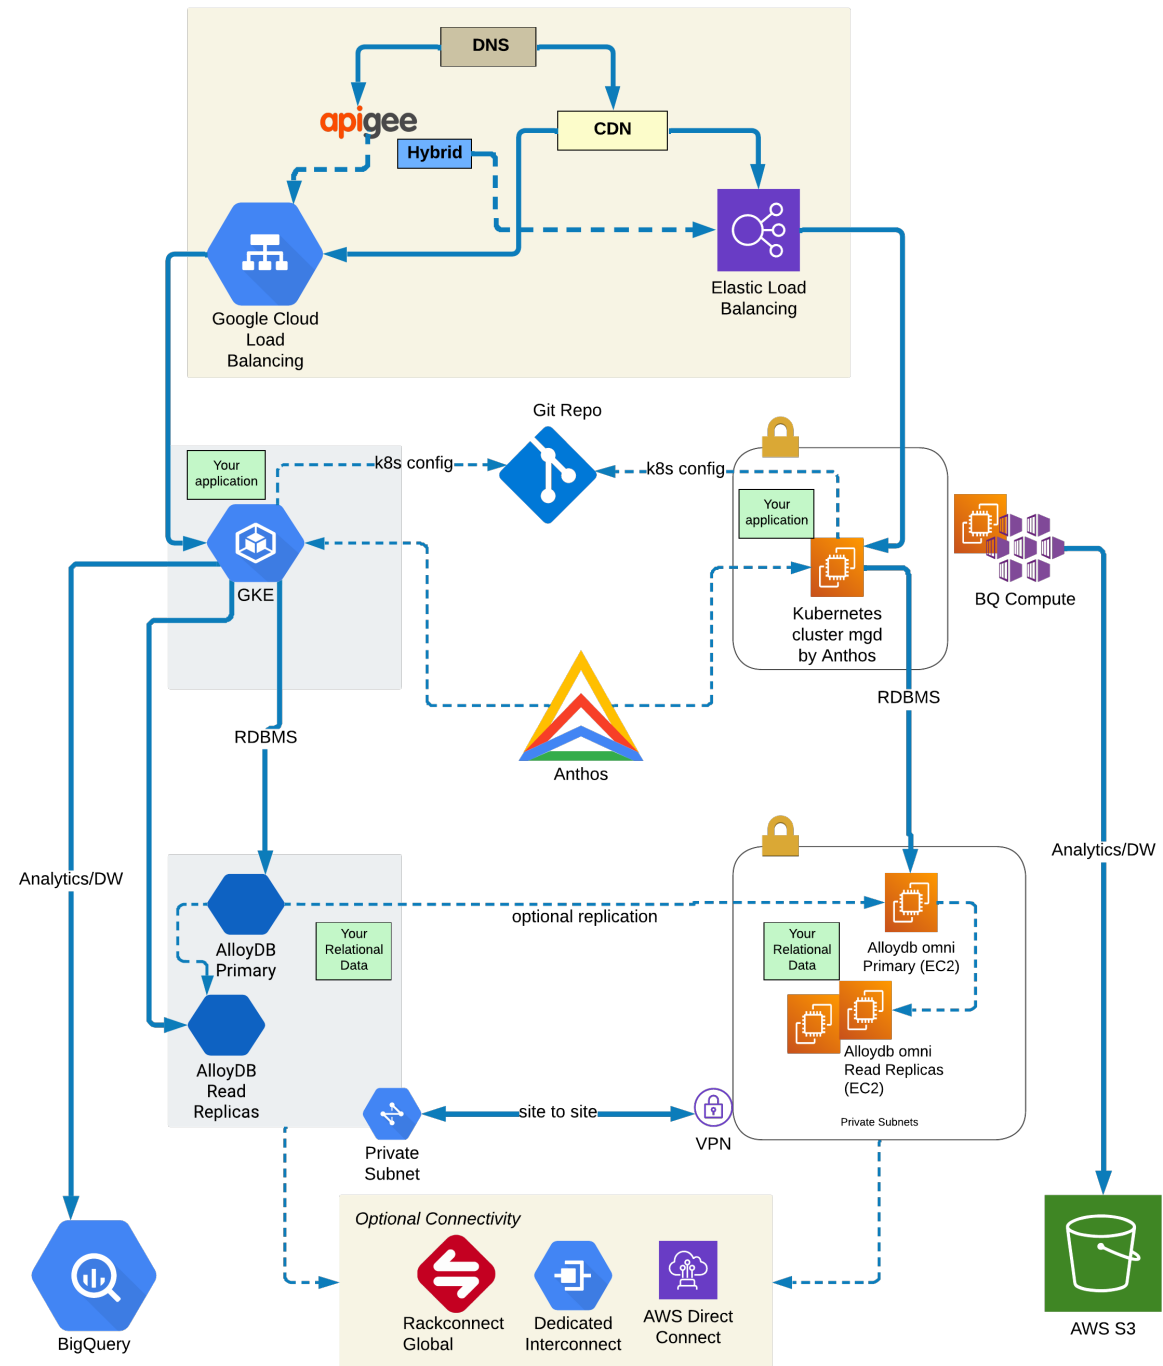 DNS
apigee
CDN
Hybrid
Elastic Load
Balancing
Google Cloud
Load
Balancing
Git Repo
Your
application
k8s config
k8s config
Your
application
GKE
BQ Compute
Kubernetes
cluster mgd
by Anthos
RDBMS
RDBMS
Anthos
Analytics/DW
Analytics/DW
optional replication
AlloyDB
Primary
Your
Relational
Data
Your
Relational
Data
Alloydb omni
Primary (EC2)
AlloyDB
Read
Replicas
Alloydb omni
Read Replicas
(EC2)
site to site
Private Subnets
VPN
Private
Subnet
Optional Connectivity
Rackconnect
Global
Dedicated
Interconnect
AWS Direct
Connect
BigQuery
AWS S3